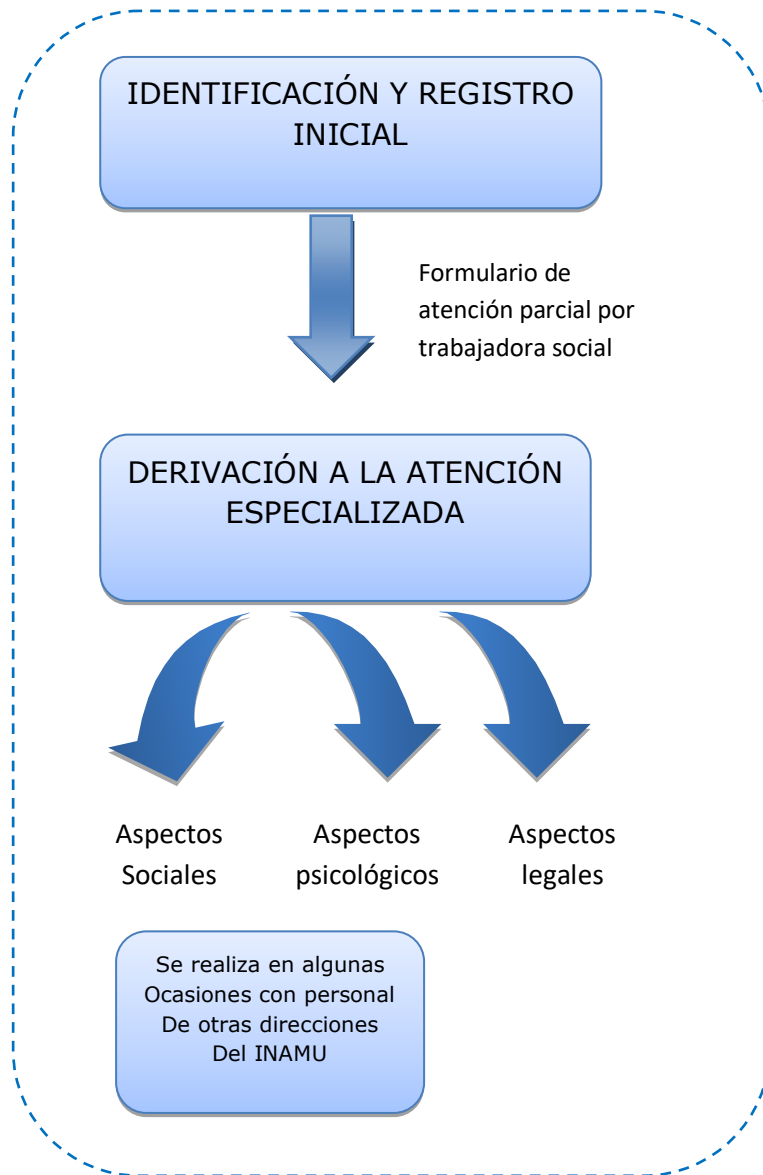 IDENTIFICACIÓN Y REGISTRO
INICIAL
Formulario de
atención parcial por
trabajadora social
DERIVACIÓN A LA ATENCIÓN
ESPECIALIZADA
Aspectos
Sociales
Aspectos
psicológicos
Aspectos
legales
Se realiza en algunas
Ocasiones con personal
De otras direcciones
Del INAMU